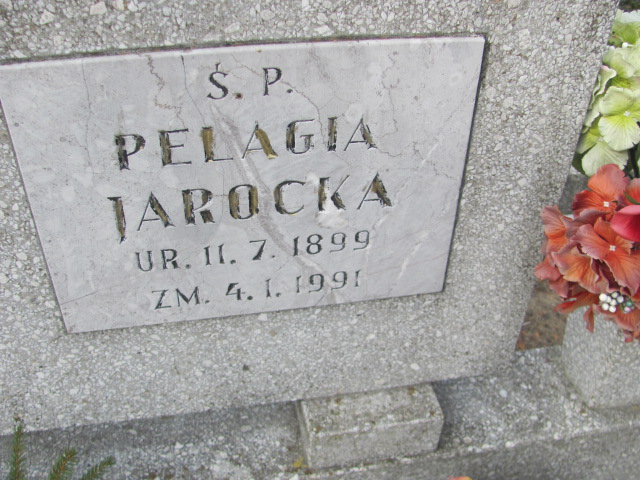 Ś. P.
PELAGIA
JAROCKA
UR. 11. 7. 1899
ZM. 4. 1. 1991